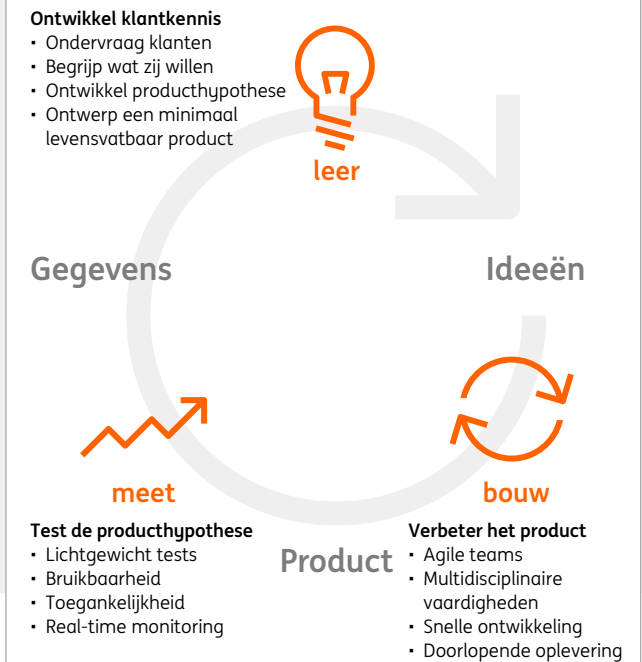 Ontwikkel klantkennis
• Ondervraag klanten
• Begrijp wat zij willen
• Ontwikkel producthypothese
• Ontwerp een minimaal
levensvatbaar product
leer
Gegevens
Ideeën
meet
bouw
Test de producthypothese
• Lichtgewicht tests
• Bruikbaarheid
• Toegankelijkheid
• Real-time monitoring
Product
Verbeter het product
• Agile teams
• Multidisciplinaire
vaardigheden
• Snelle ontwikkeling
• Doorlopende oplevering